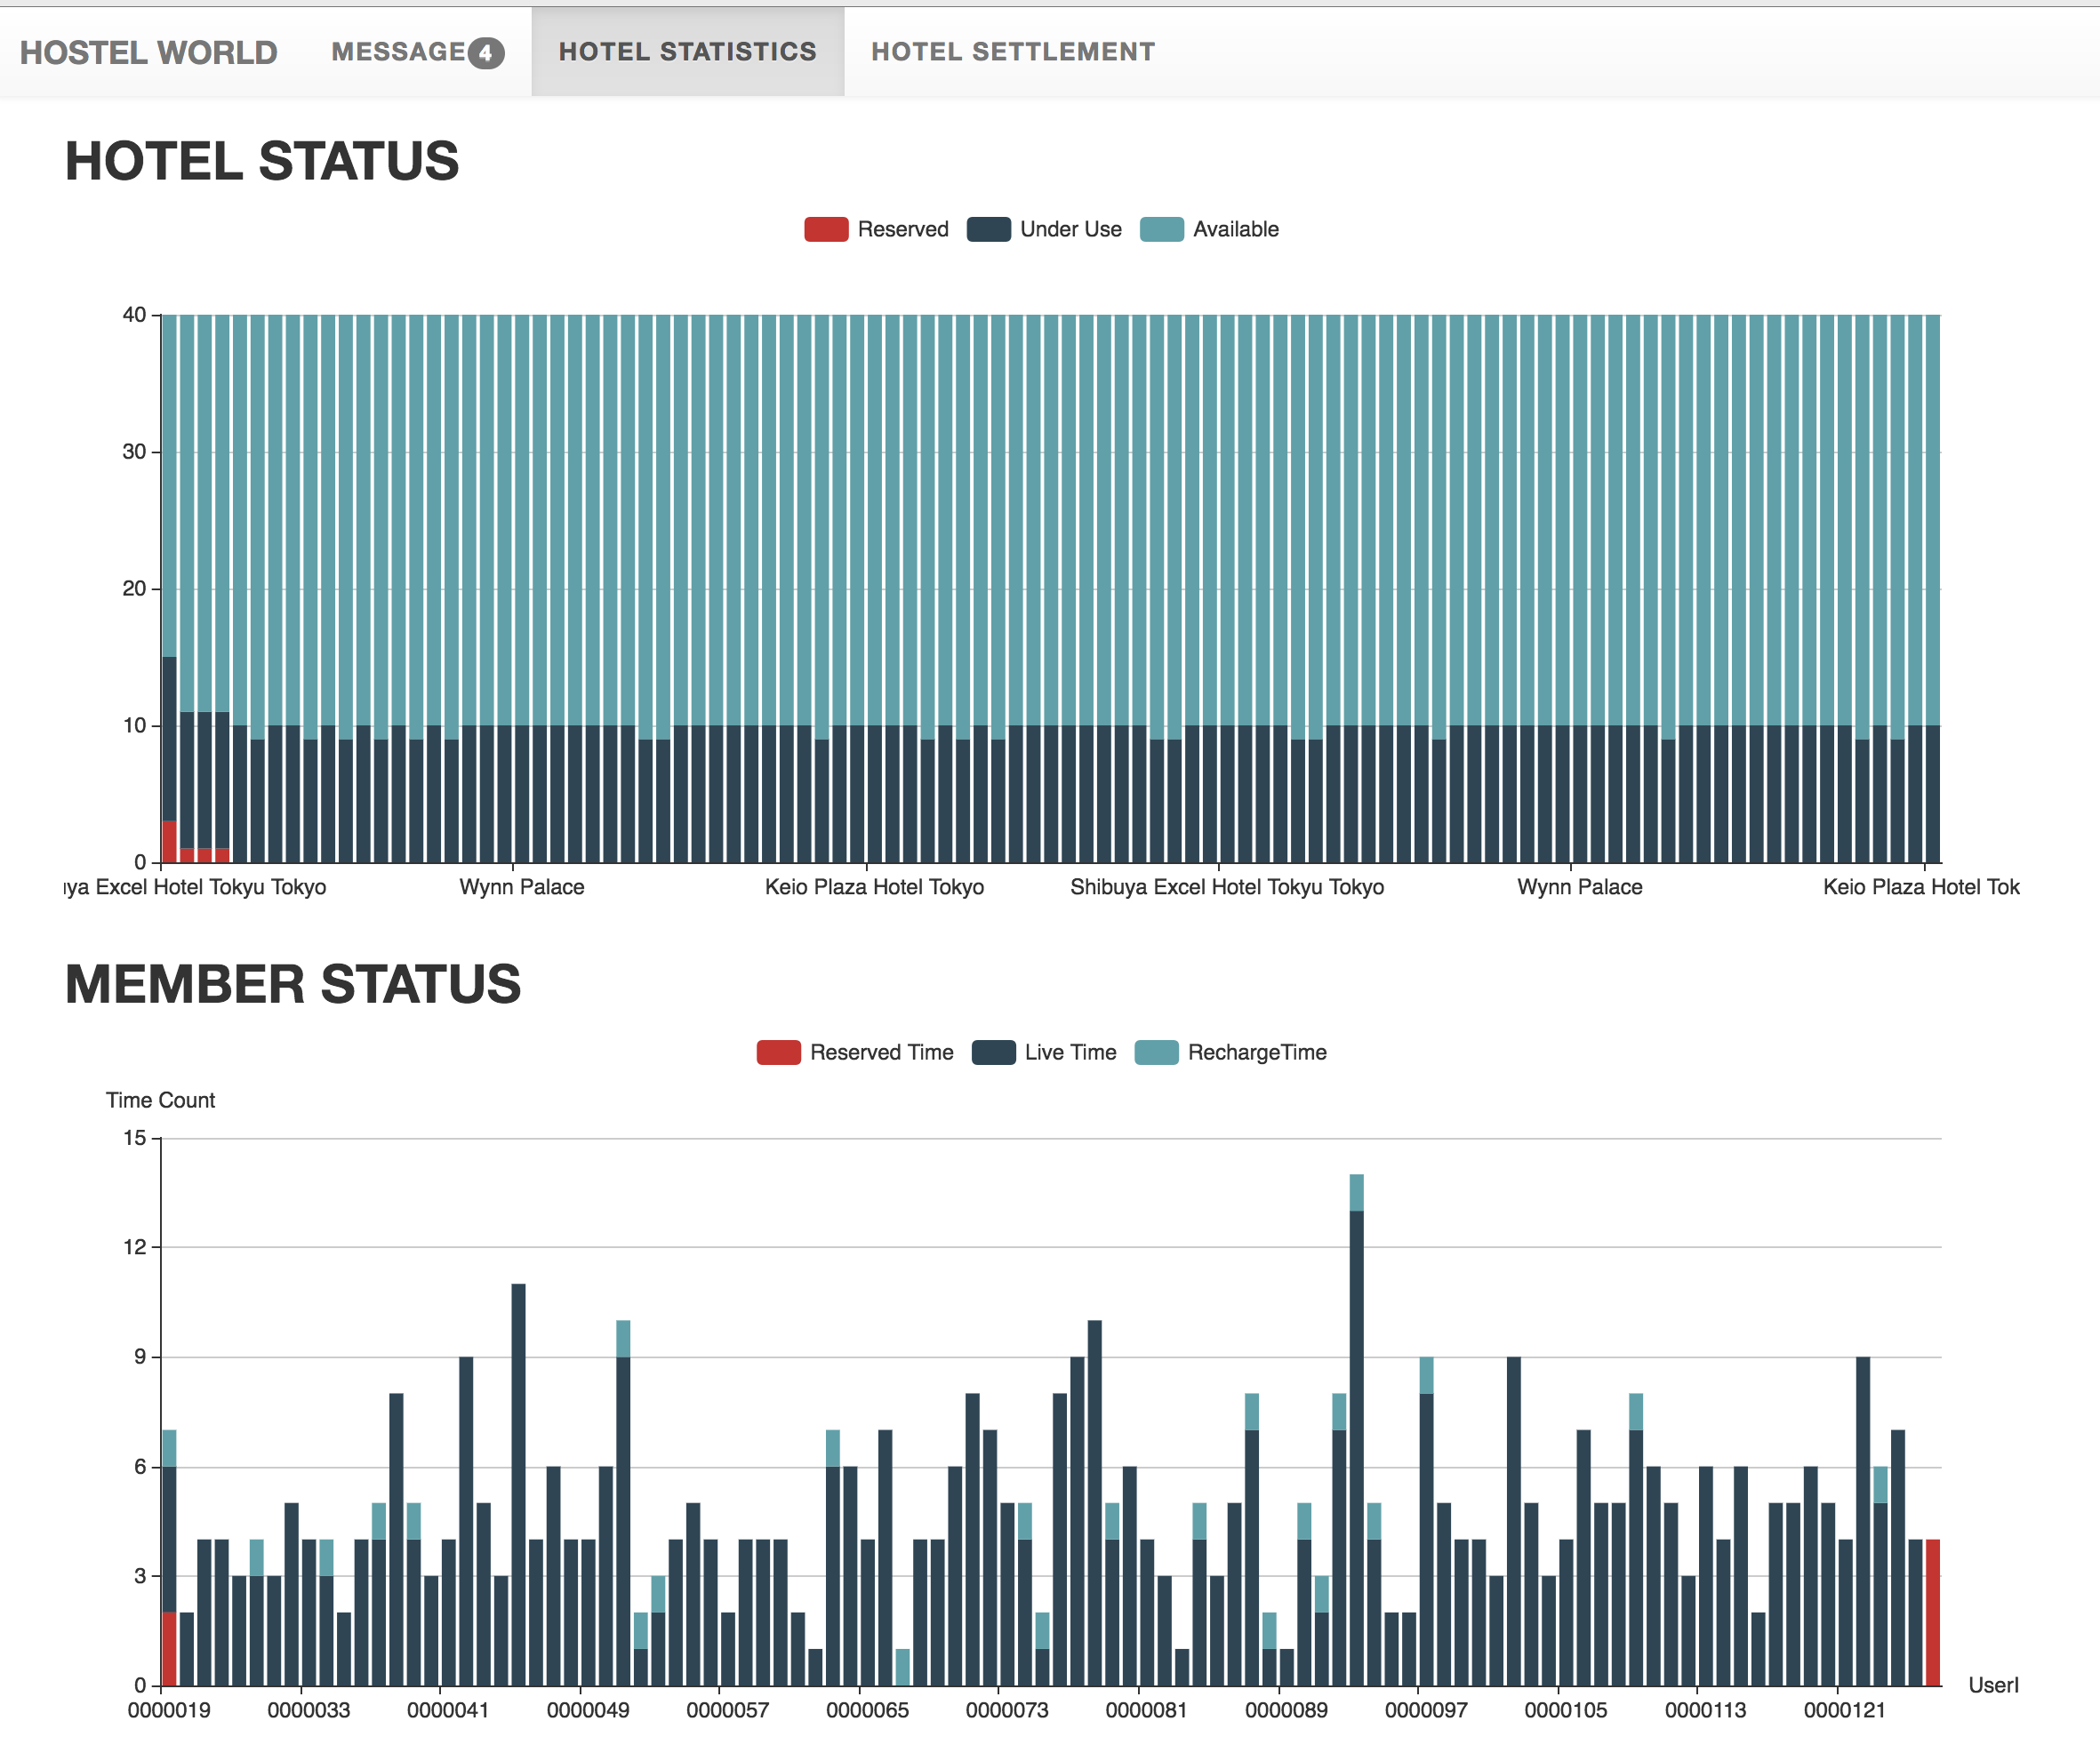 HOSTEL WORLD MESSAGE 4 HOTEL STATISTICS HOTEL SETTLEMENT
HOTEL STATUS
Reserved Under Use Available
40
30
20
10
0
ya Excel Hotel Tokyu Tokyo Wynn Palace Keio Plaza Hotel Tokyo Shibuya Excel Hotel Tokyu Tokyo Wynn Palace Keio Plaza Hotel Tok
MEMBER STATUS
Reserved Time Live Time RechargeTime
Time Count
15
12
9
6
3
0
UserI
0000019 0000033 0000041 0000049 0000057 0000065 0000073 0000081 0000089 0000097 0000105 0000113 0000121